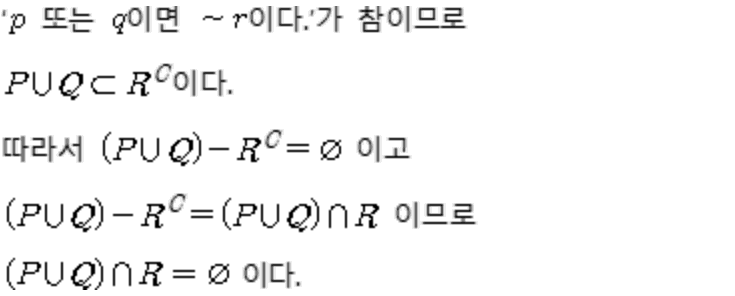 'p 또는 q이면 ~r이다.'가 참이므로
P∪Q⊂R^C이다.
따라서 (P∪Q)-R^C=∅ 이고
(P∪Q)-R^C=(P∪Q)∩R 이므로
(P∪Q)∩R=∅ 이다.